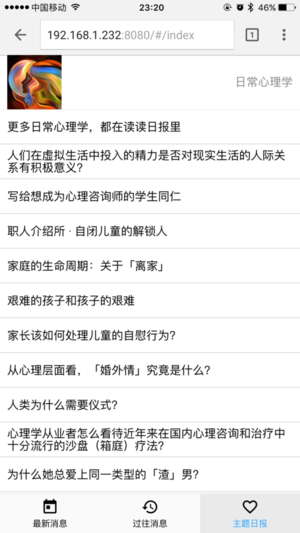 中国移动 23:20 64%
192.168.1.232:8080/#/index 1
日常心理学
更多日常心理学，都在读读日报里
人们在虚拟生活中投入的精力是否对现实生活的人际关
系有积极意义?
写给想成为心理咨询师的学生同仁
职人介绍所 · 自闭儿童的解锁人
家庭的生命周期：关于「离家」
艰难的孩子和孩子的艰难
家长该如何处理儿童的自慰行为?
从心理层面看，「婚外情」究竟是什么?
人类为什么需要仪式?
心理学从业者怎么看待近年来在国内心理咨询和治疗中
十分流行的沙盘（箱庭）疗法?
为什么她总爱上同一类型的「渣」男?
最新消息 过往消息 主题日报